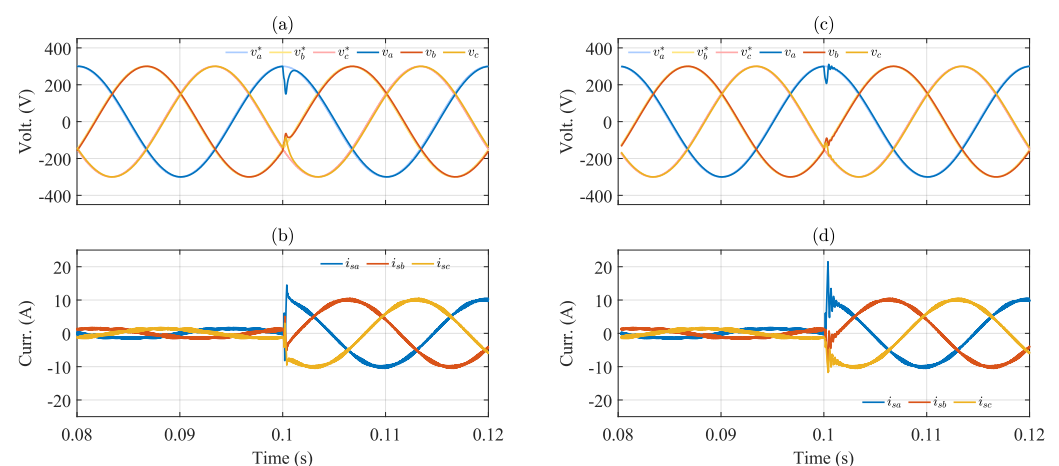 (a)
v*a v*b v*c va vb vc
400
200
0
-200
-400
Volt. (V)
(b)
isa isb isc
20
10
0
-10
-20
Curr. (A)
0.08 0.09 0.1 0.11 0.12
Time (s)
(c)
v*a v*b v*c va vb vc
400
200
0
-200
-400
Volt. (V)
(d)
20
10
0
-10
-20
Curr. (A)
isa isb isc
0.08 0.09 0.1 0.11 0.12
Time (s)